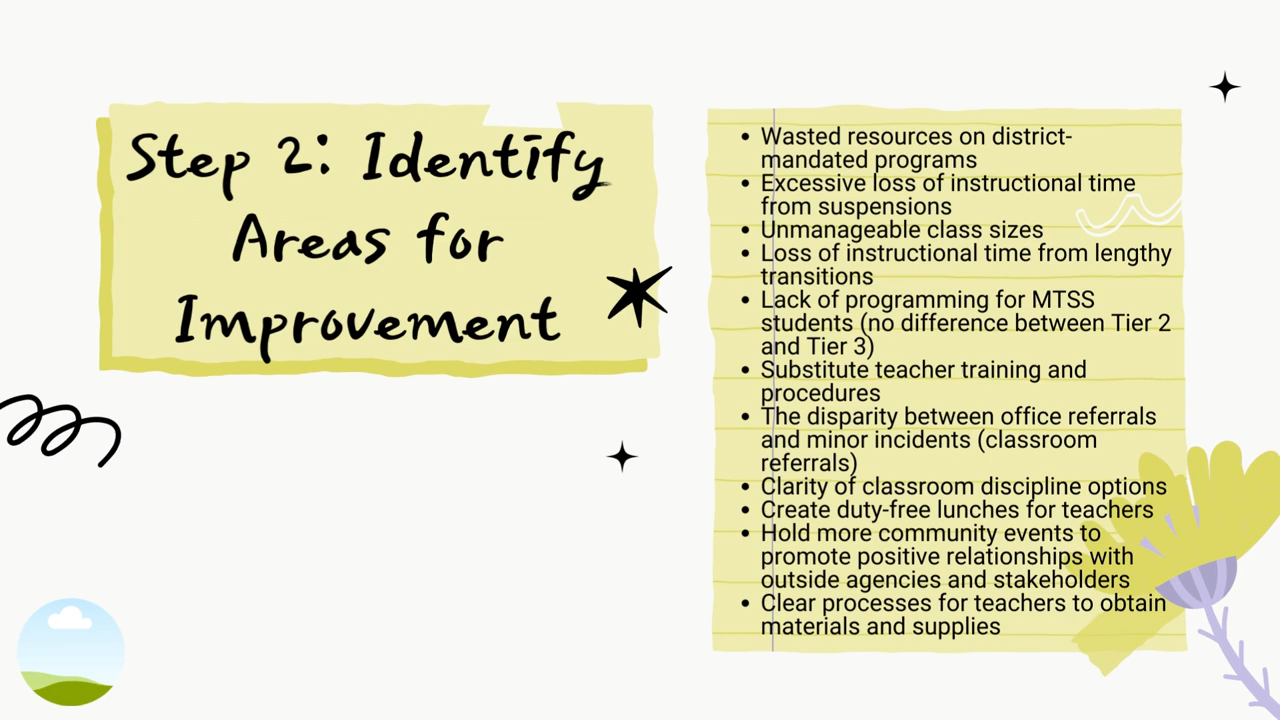 Step 2: Identify
Areas for
Improvement
• Wasted resources on district-
mandated programs
• Excessive loss of instructional time
from suspensions
• Unmanageable class sizes
• Loss of instructional time from lengthy
transitions
• Lack of programming for MTSS
students (no difference between Tier 2
and Tier 3)
• Substitute teacher training and
procedures
• The disparity between office referrals
and minor incidents (classroom
referrals)
• Clarity of classroom discipline options
• Create duty-free lunches for teachers
• Hold more community events to
promote positive relationships with
outside agencies and stakeholders
• Clear processes for teachers to obtain
materials and supplies